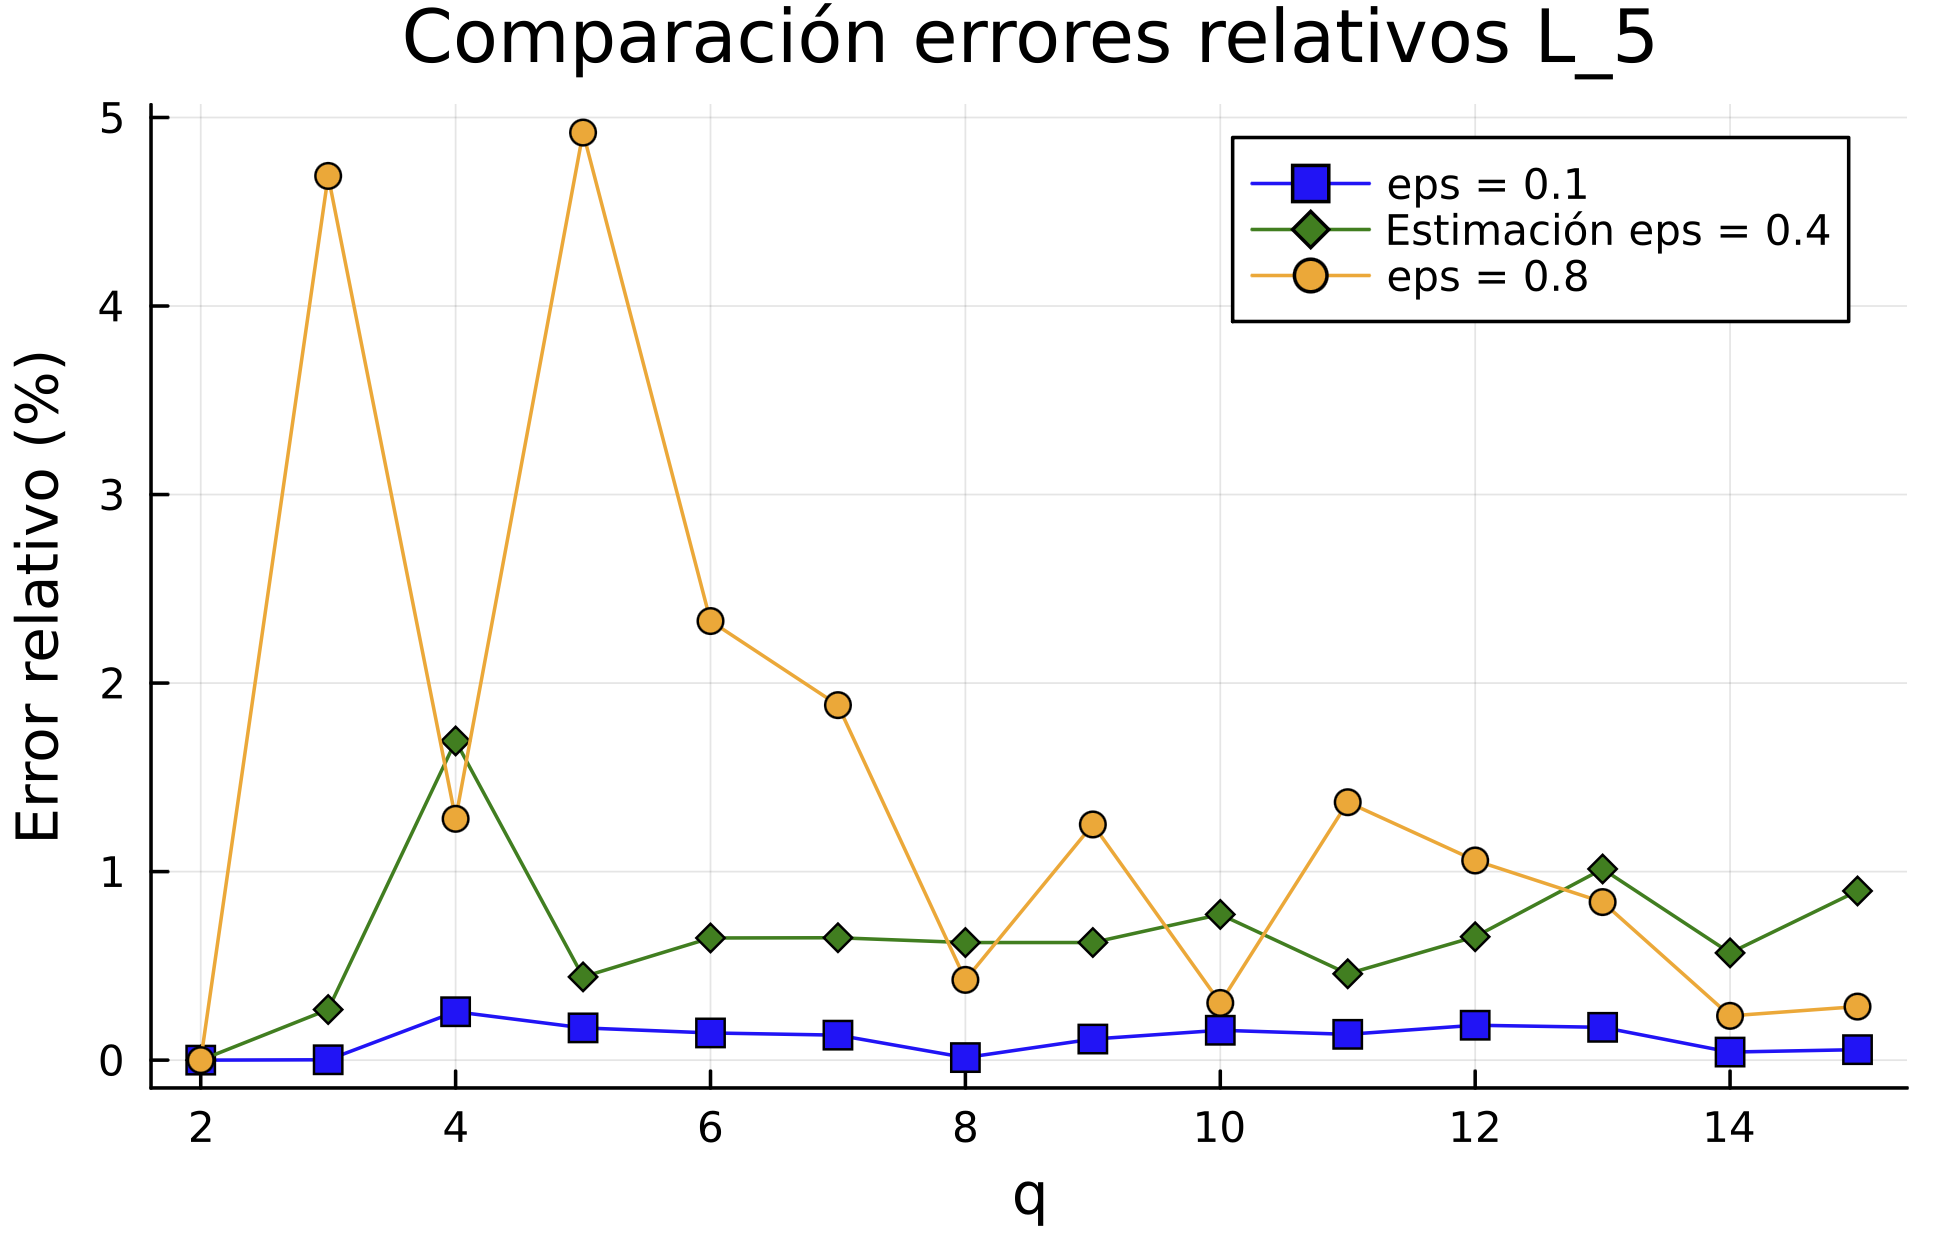 Comparación errores relativos L_5
eps = 0.1
Estimación eps = 0.4
eps = 0.8
Error relativo (%)
5
4
3
2
1
0
2 4 6 8 10 12 14
q